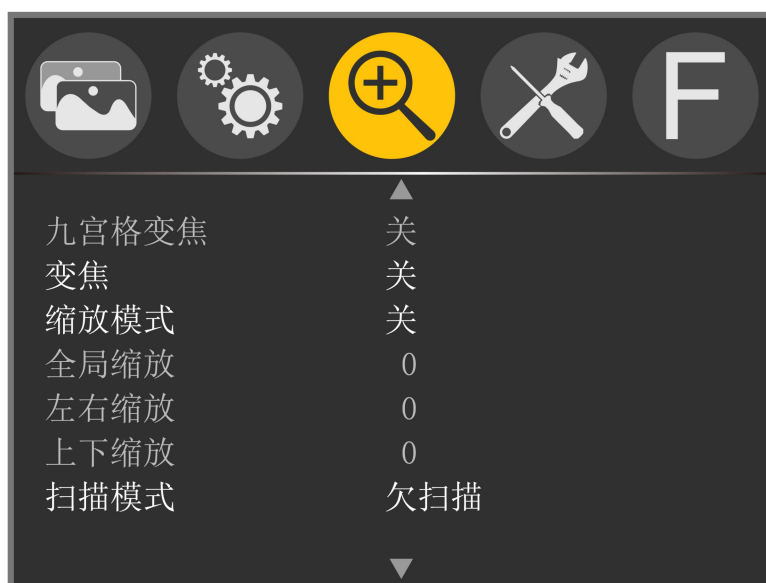 F
九宫格变焦 关
变焦 关
缩放模式 关
全局缩放 0
左右缩放 0
上下缩放 0
扫描模式 欠扫描